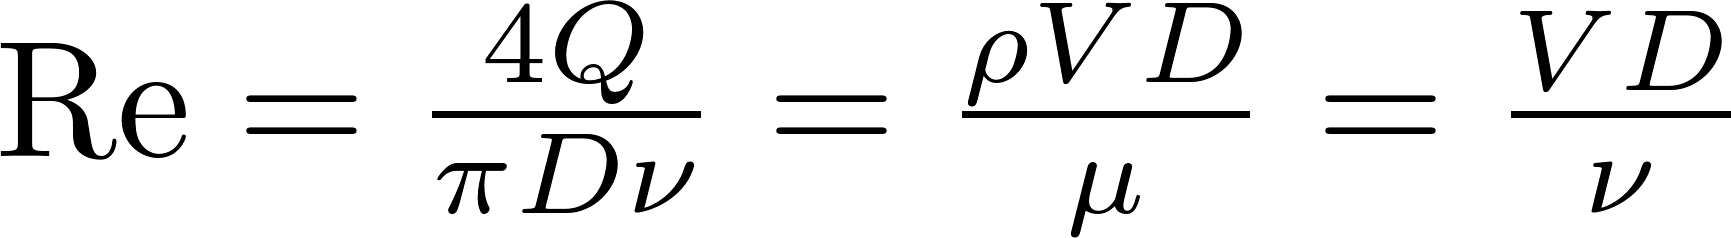 Re = 4Q/πDν = ρVD/μ = VD/ν